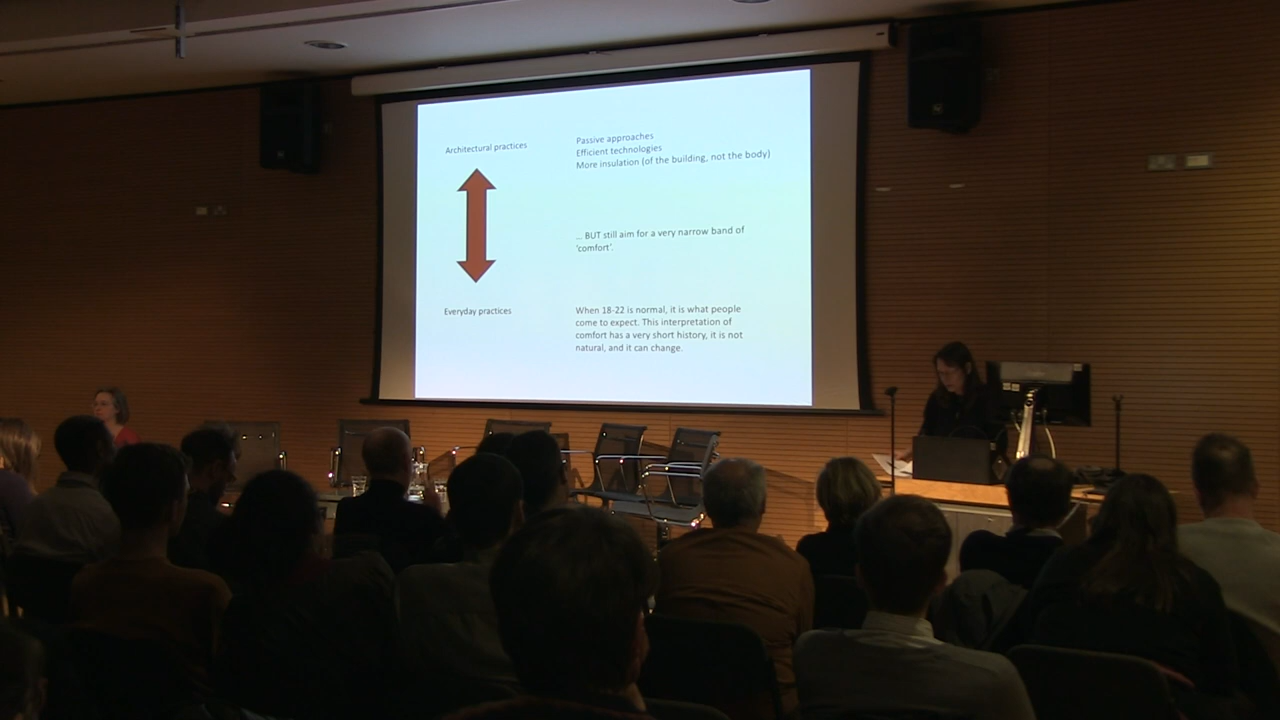 Architectural practices
Passive approaches
Efficient technologies
More insulation (of the building, not the body)
... BUT still aim for a very narrow band of
‘comfort’.
Everyday practices
When 18-22 is normal, it is what people
come to expect. This interpretation of
comfort has a very short history, it is not
natural, and it can change.